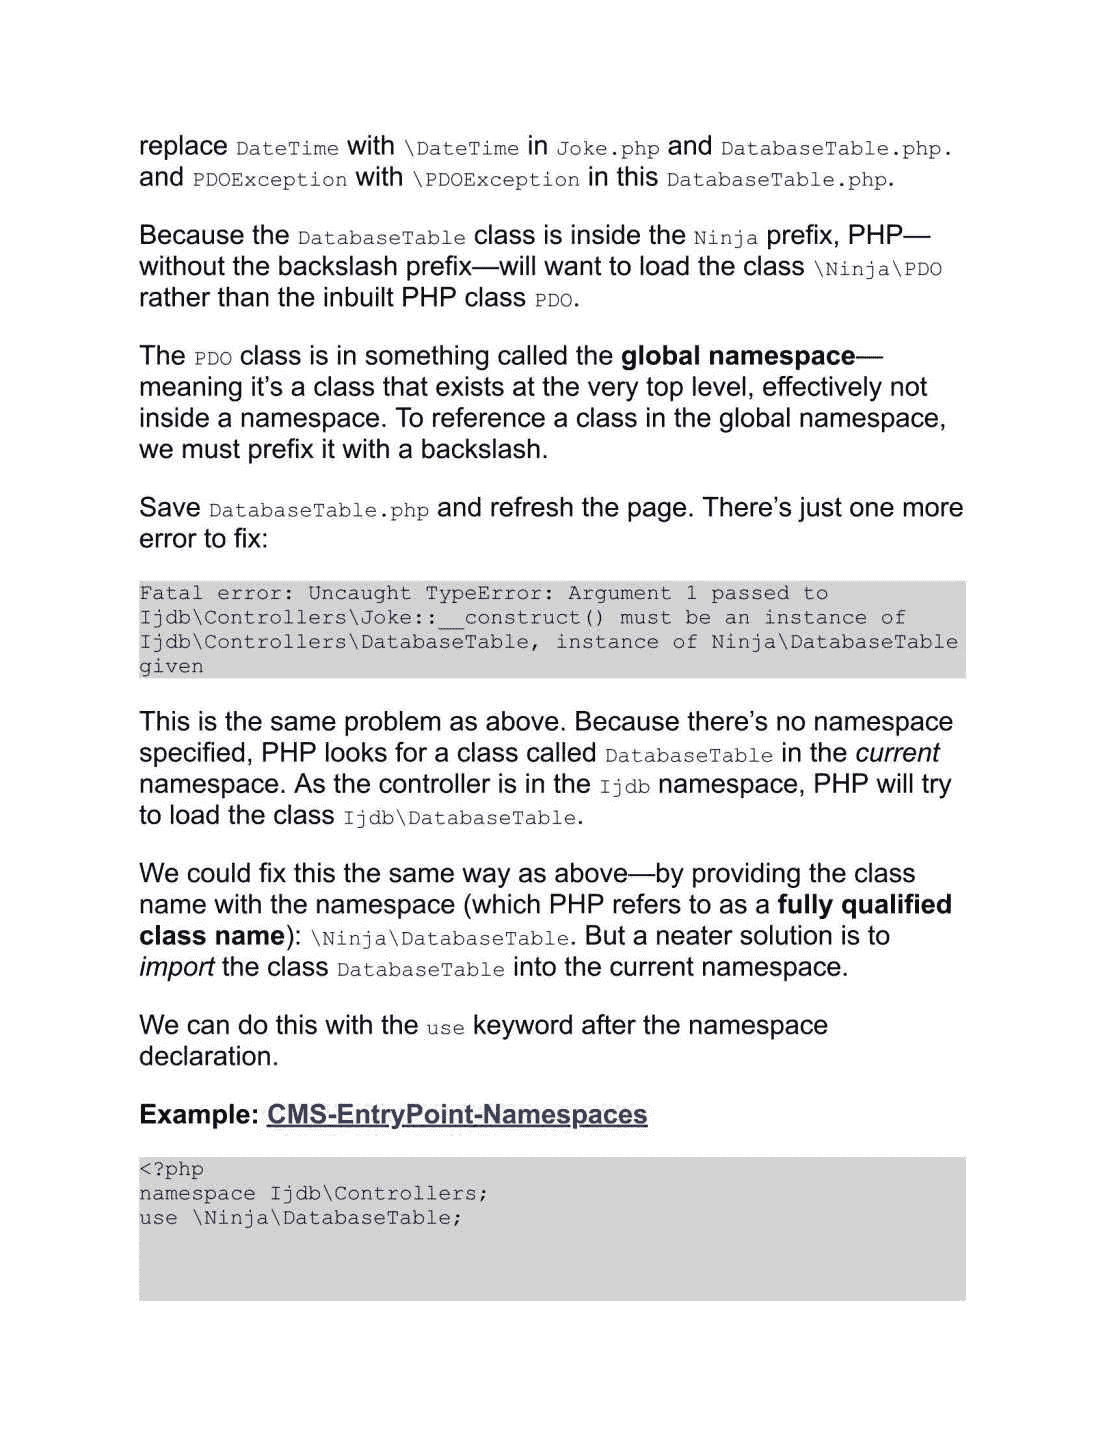 replace DateTime with \DateTime in Joke.php and DatabaseTable.php.
and PDOException with \PDOException in this DatabaseTable.php.
Because the DatabaseTable class is inside the Ninja prefix, PHP—
without the backslash prefix—will want to load the class \Ninja\PDO
rather than the inbuilt PHP class PDO.
The PDO class is in something called the global namespace—
meaning it’s a class that exists at the very top level, effectively not
inside a namespace. To reference a class in the global namespace,
we must prefix it with a backslash.
Save DatabaseTable.php and refresh the page. There’s just one more
error to fix:
Fatal error: Uncaught TypeError: Argument 1 passed to
Ijdb\Controllers\Joke::__construct() must be an instance of
Ijdb\Controllers\DatabaseTable, instance of Ninja\DatabaseTable
given
This is the same problem as above. Because there’s no namespace
specified, PHP looks for a class called DatabaseTable in the current
namespace. As the controller is in the Ijdb namespace, PHP will try
to load the class Ijdb\DatabaseTable.
We could fix this the same way as above—by providing the class
name with the namespace (which PHP refers to as a fully qualified
class name): \Ninja\DatabaseTable. But a neater solution is to
import the class DatabaseTable into the current namespace.
We can do this with the use keyword after the namespace
declaration.
Example: CMS-EntryPoint-Namespaces
<?php
namespace Ijdb\Controllers;
use \Ninja\DatabaseTable;